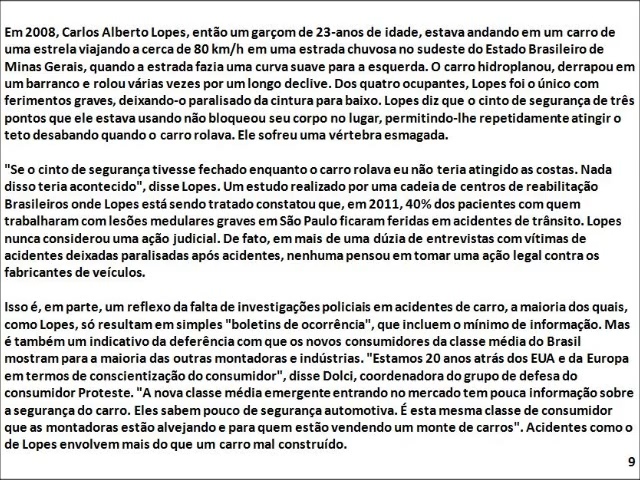 Em 2008, Carlos Alberto Lopes, então um garçom de 23-anos de idade, estava andando em um carro de
uma estrela viajando a cerca de 80 km/h em uma estrada chuvosa no sudeste do Estado Brasileiro de
Minas Gerais, quando a estrada fazia uma curva suave para a esquerda. O carro hidroplanou, derrapou em
um barranco e rolou várias vezes por um longo declive. Dos quatro ocupantes, Lopes foi o único com
ferimentos graves, deixando-o paralisado da cintura para baixo. Lopes diz que o cinto de segurança de três
pontos que ele estava usando não bloqueou seu corpo no lugar, permitindo-lhe repetidamente atingir o
teto desabando quando o carro rolava. Ele sofreu uma vértebra esmagada.
"Se o cinto de segurança tivesse fechado enquanto o carro rolava eu não teria atingido as costas. Nada
disso teria acontecido", disse Lopes. Um estudo realizado por uma cadeia de centros de reabilitação
Brasileiros onde Lopes está sendo tratado constatou que, em 2011, 40% dos pacientes com quem
trabalharam com lesões medulares graves em São Paulo ficaram feridas em acidentes de trânsito. Lopes
nunca considerou uma ação judicial. De fato, em mais de uma dúzia de entrevistas com vítimas de
acidentes deixadas paralisadas após acidentes, nenhuma pensou em tomar uma ação legal contra os
fabricantes de veículos.
Isso é, em parte, um reflexo da falta de investigações policiais em acidentes de carro, a maioria dos quais,
como Lopes, só resultam em simples "boletins de ocorrência", que incluem o mínimo de informação. Mas
é também um indicativo da deferência com que os novos consumidores da classe média do Brasil
mostram para a maioria das outras montadoras e indústrias. "Estamos 20 anos atrás dos EUA e da Europa
em termos de conscientização do consumidor", disse Dolci, coordenadora do grupo de defesa do
consumidor Proteste. "A nova classe média emergente entrando no mercado tem pouca informação sobre
a segurança do carro. Eles sabem pouco de segurança automotiva. É esta mesma classe de consumidor
que as montadoras estão alvejando e para quem estão vendendo um monte de carros". Acidentes como o
de Lopes envolvem mais do que um carro mal construído.
9